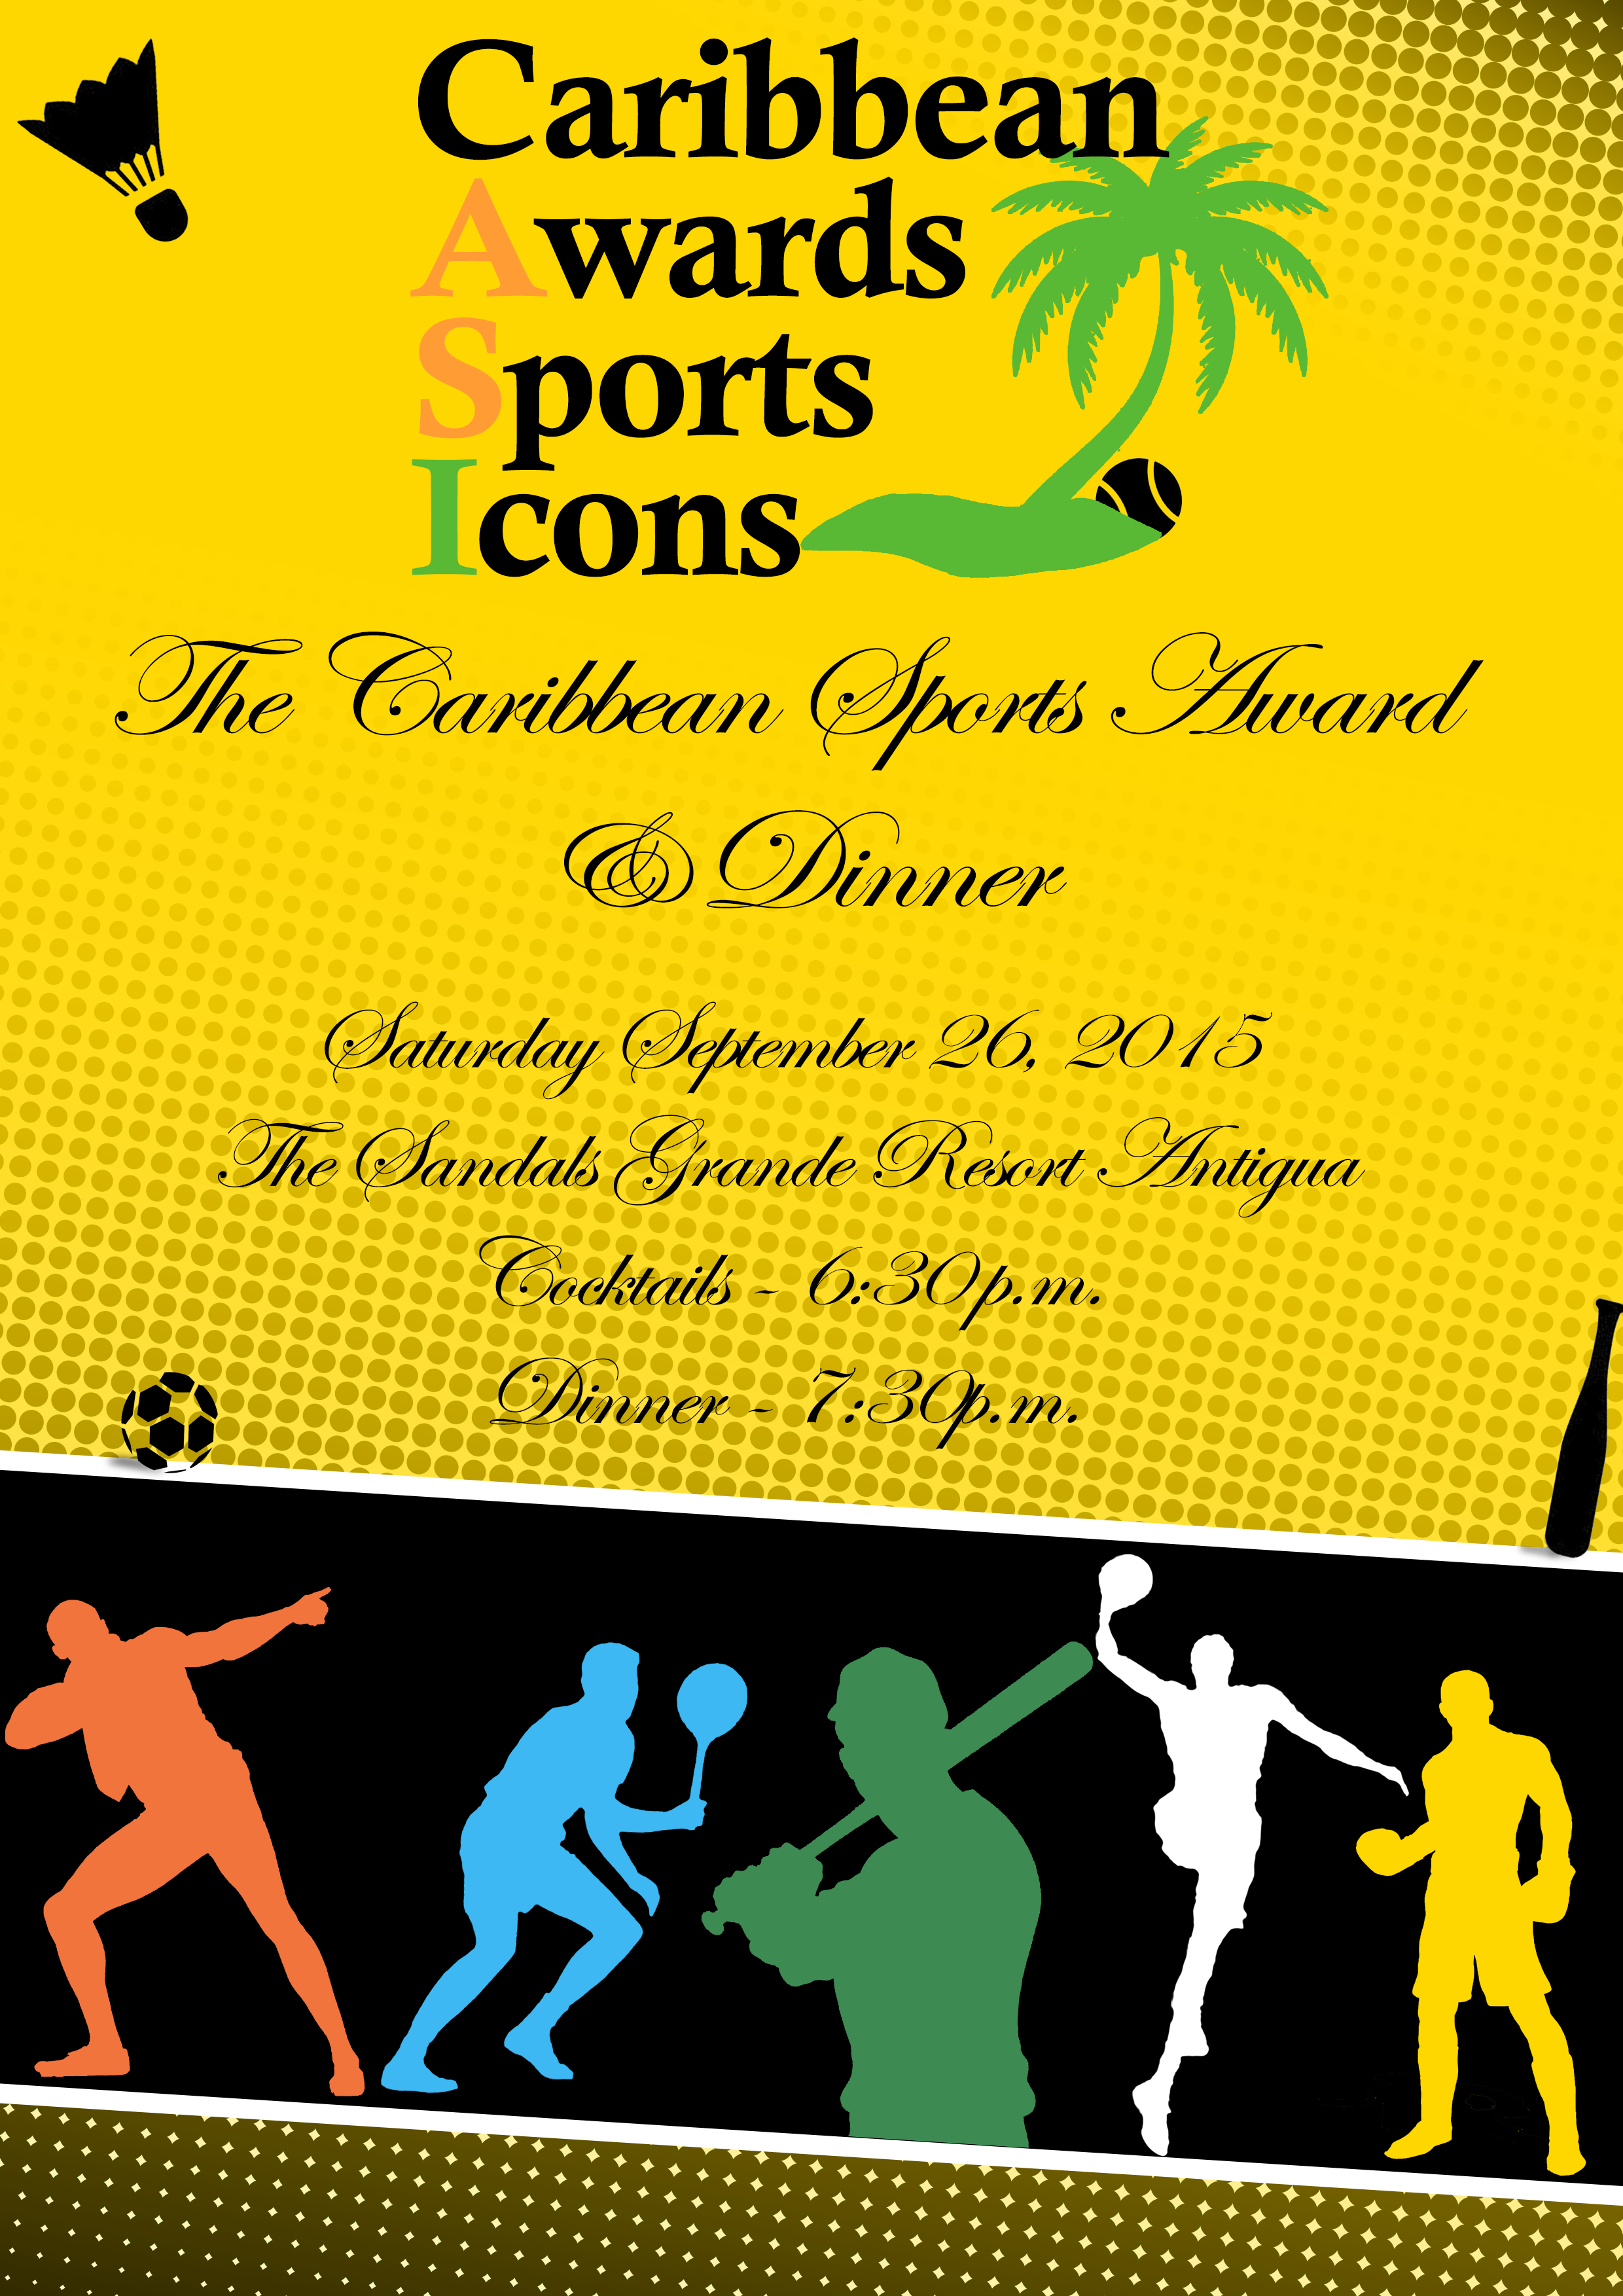 Caribbean
Awards
Sports
Icons
The Caribbean Sports Award
& Dinner
Saturday September 26, 2015
The Sandals Grande Resort Antigua
Cocktails - 6:30p.m.
Dinner - 7:30p.m.